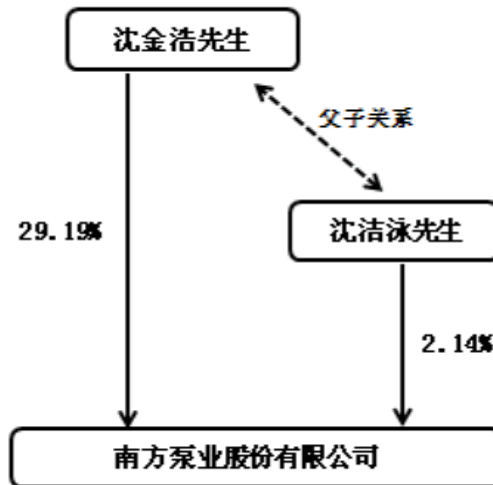 沈金浩先生
父子关系
29.19%
沈洁泳先生
2.14%
南方泵业股份有限公司